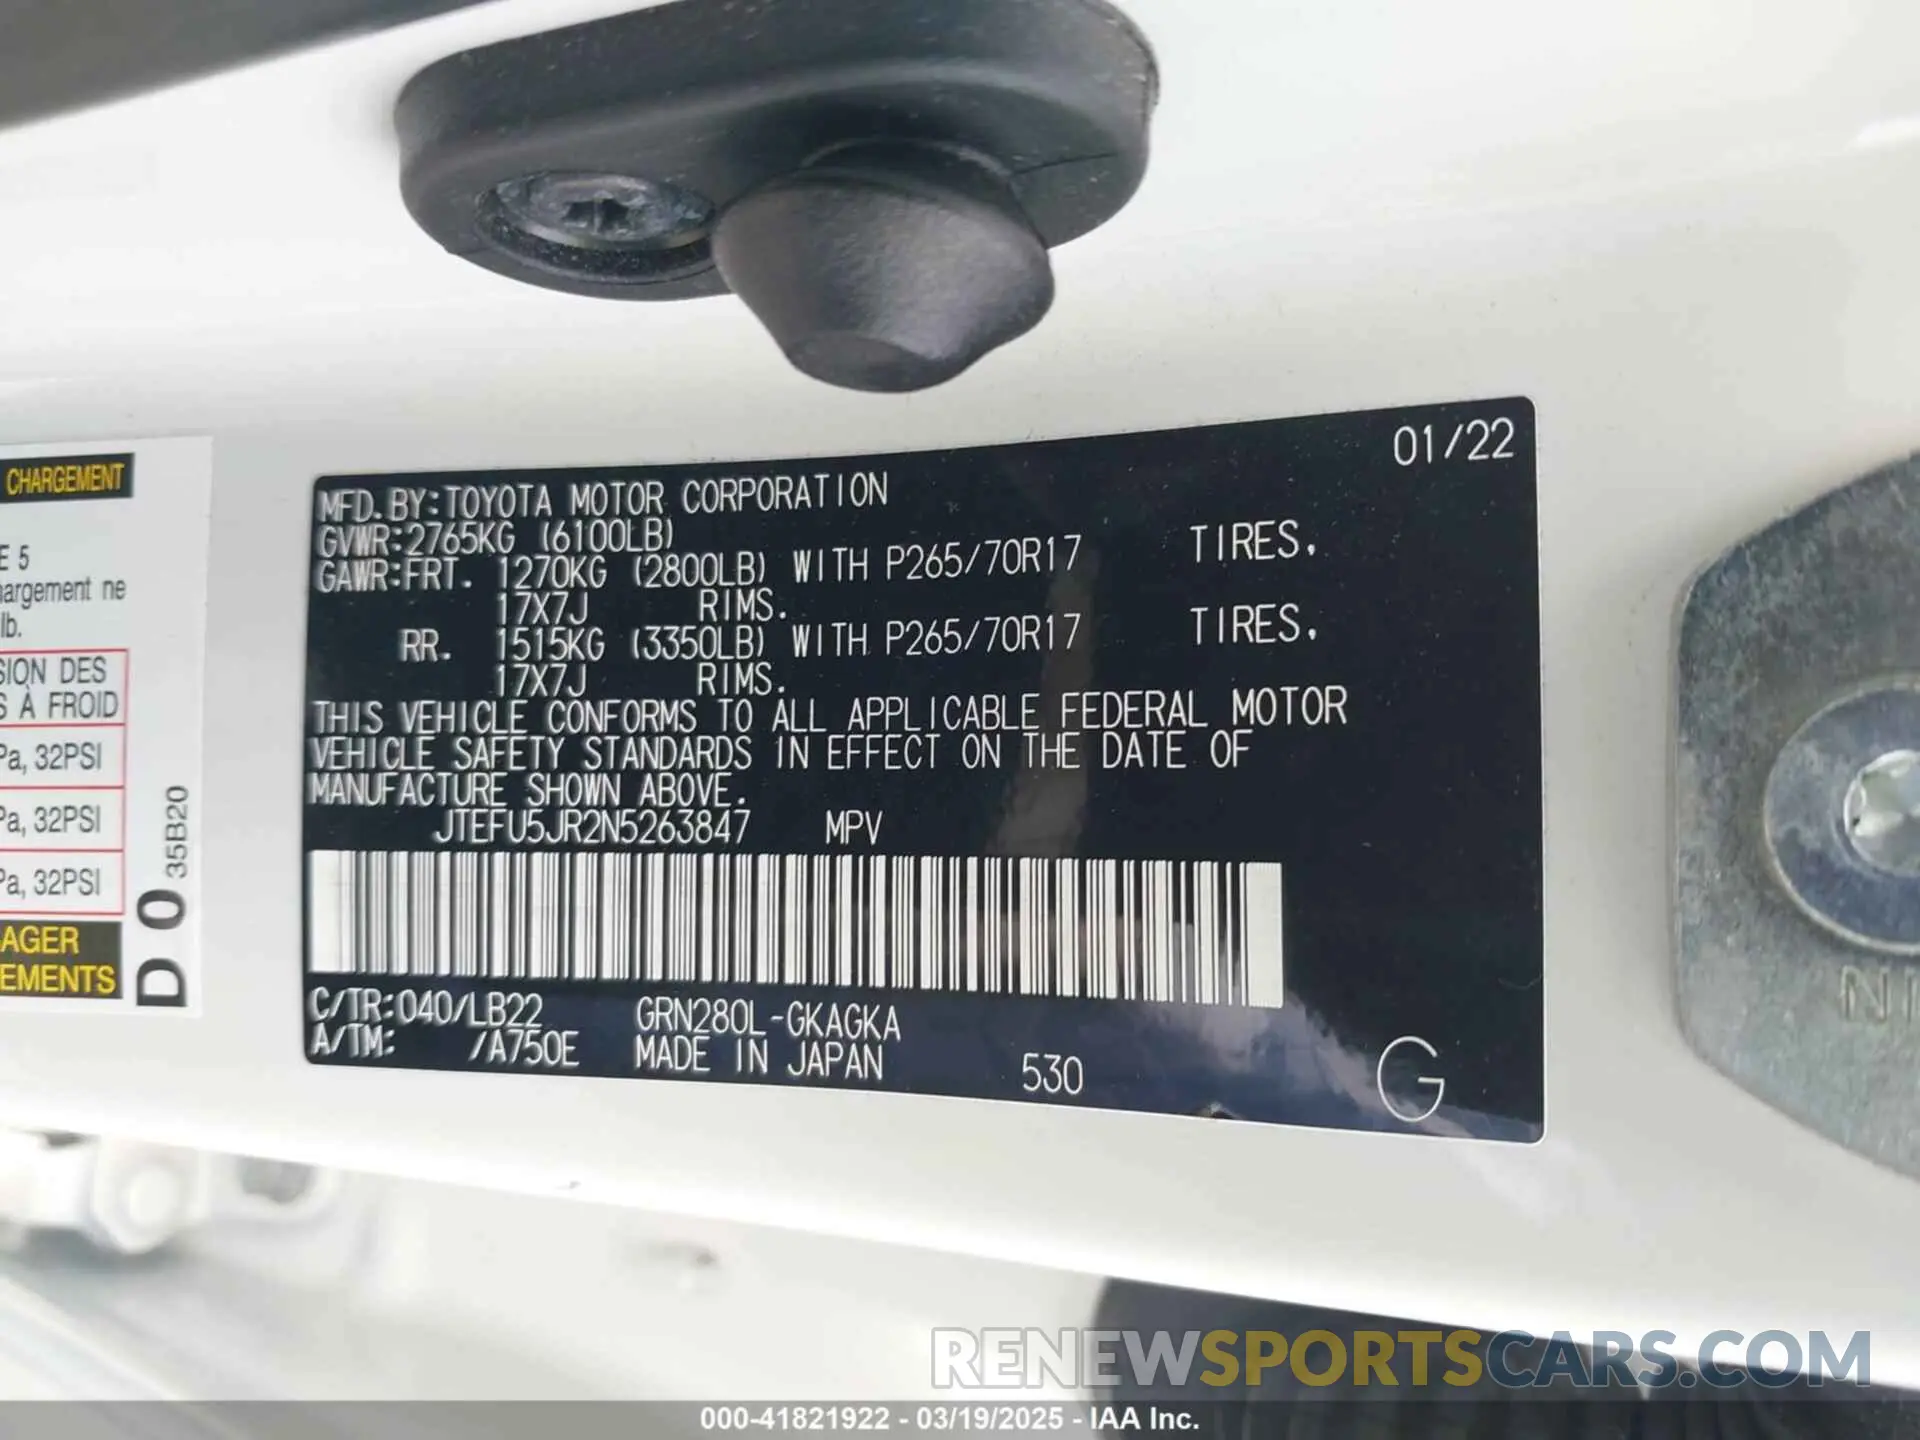 CHARGEMENT
E 5
argement ne
lb.
SION DES
S À FROID
Pa, 32PSI
Pa, 32PSI
Pa, 32PSI
AGER
EMENTS
D 0
35B20
01/22
MFD. BY: TOYOTA MOTOR CORPORATION
GVWR: 2765KG (6100LB)
GAWR: FRT. 1270KG (2800LB) WITH P265/70R17 TIRES.
17X7J RIMS.
RR. 1515KG (3350LB) WITH P265/70R17 TIRES.
17X7J RIMS.
THIS VEHICLE CONFORMS TO ALL APPLICABLE FEDERAL MOTOR
VEHICLE SAFETY STANDARDS IN EFFECT ON THE DATE OF
MANUFACTURE SHOWN ABOVE.
JTEFU5JR2N5263847 MPV
C/TR: 040/LB22 GRN280L-GKAGKA
A/TM: /A750E MADE IN JAPAN 530 G
NI
RENEWSPORTSCARS.COM
000-41821922 - 03/19/2025 - IAA Inc.